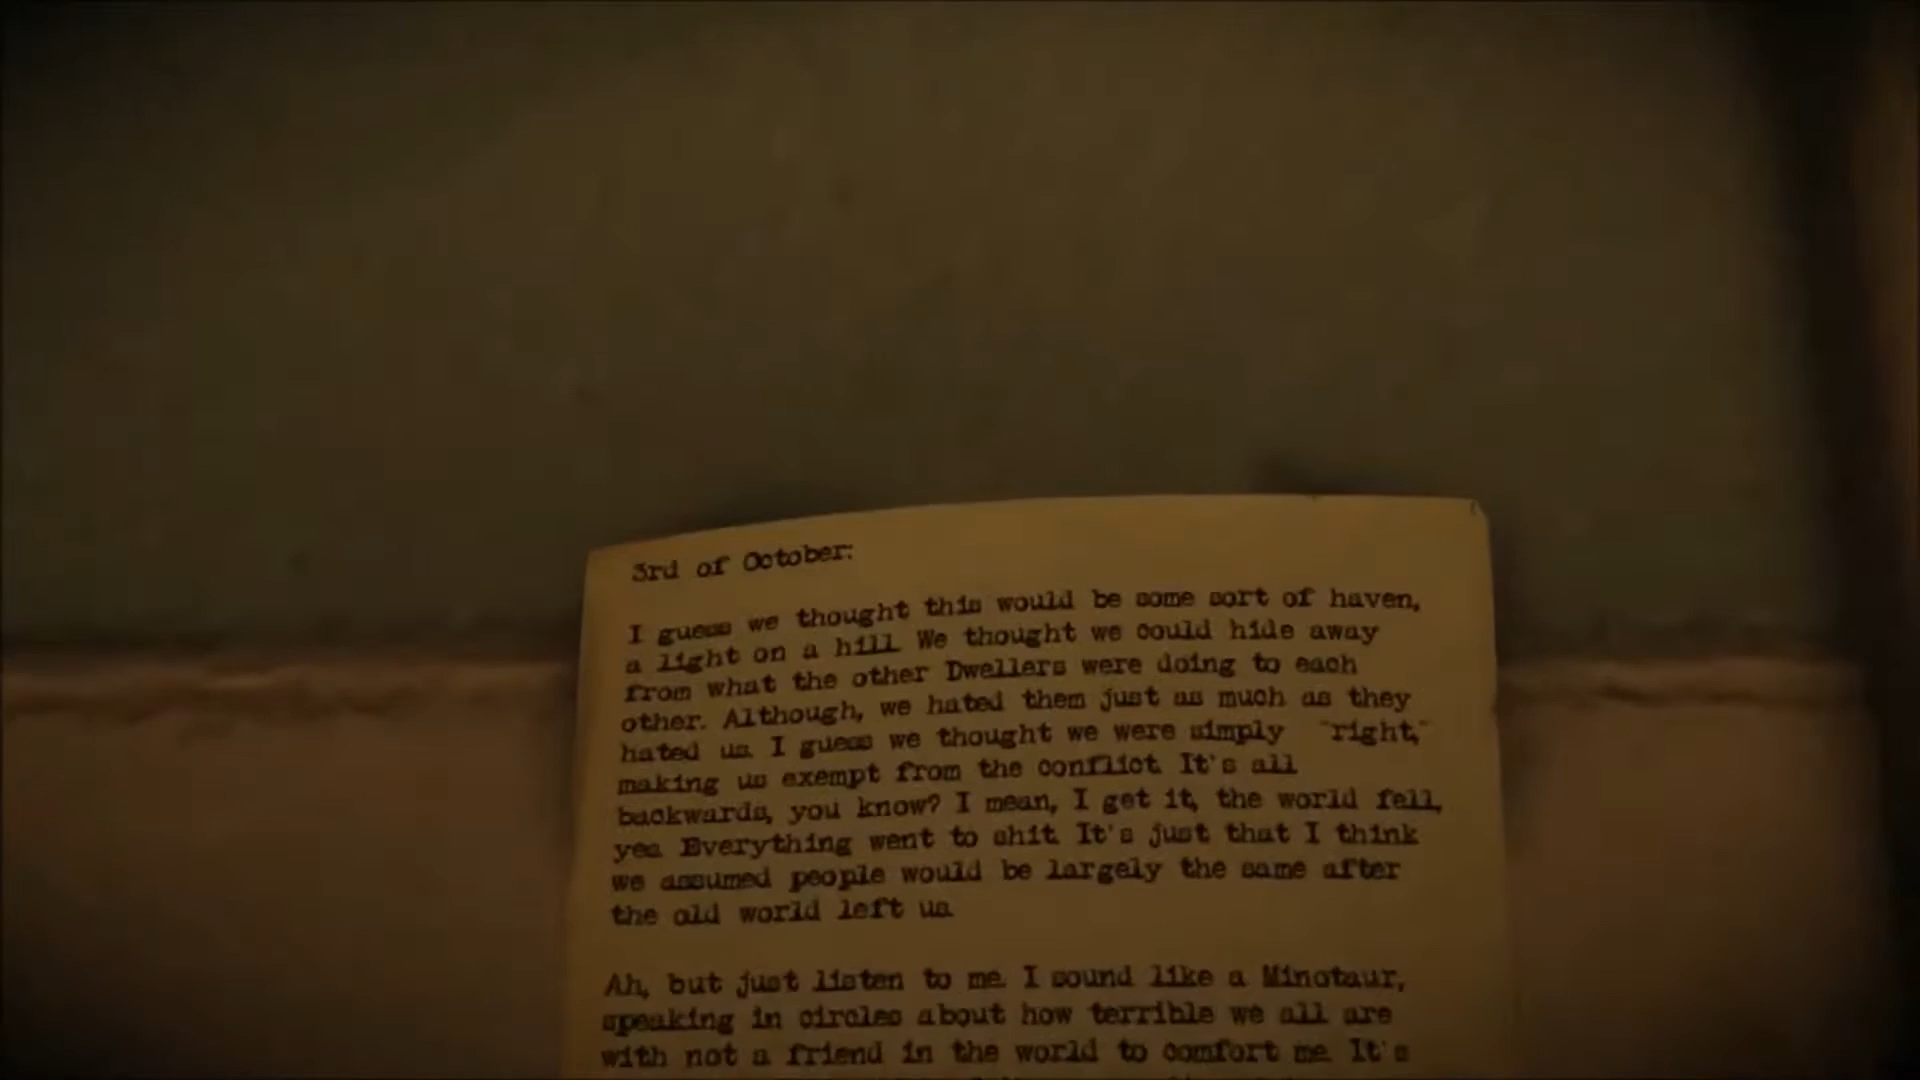 3rd of October:
I guess we thought this would be some sort of haven,
a light on a hill. We thought we could hide away
from what the other Dwellers were doing to each
other. Although, we hated them just as much as they
hated us. I guess we thought we were simply "right,"
making us exempt from the conflict. It's all
backwards, you know? I mean, I get it, the world fell,
yea. Everything went to shit. It's just that I think
we assumed people would be largely the same after
the old world left us.
Ah, but just listen to me. I sound like a Minotaur,
speaking in circles about how terrible we all are
with not a friend in the world to comfort me. It's